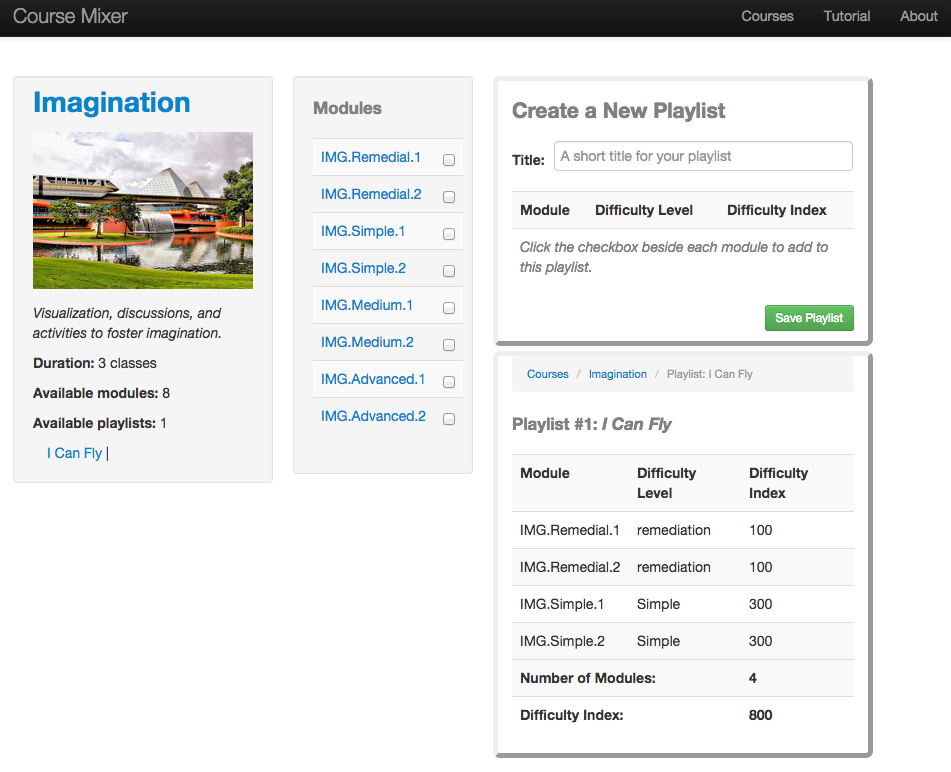 Course Mixer
Courses Tutorial About
Imagination
Visualization, discussions, and
activities to foster imagination.
Duration: 3 classes
Available modules: 8
Available playlists: 1
I Can Fly |
Modules
IMG.Remedial.1
IMG.Remedial.2
IMG.Simple.1
IMG.Simple.2
IMG.Medium.1
IMG.Medium.2
IMG.Advanced.1
IMG.Advanced.2
Create a New Playlist
Title: A short title for your playlist
Module Difficulty Level Difficulty Index
Click the checkbox beside each module to add to
this playlist.
Save Playlist
Courses / Imagination / Playlist: I Can Fly
Playlist #1: I Can Fly
Module Difficulty Difficulty
Level Index
IMG.Remedial.1 remediation 100
IMG.Remedial.2 remediation 100
IMG.Simple.1 Simple 300
IMG.Simple.2 Simple 300
Number of Modules: 4
Difficulty Index: 800